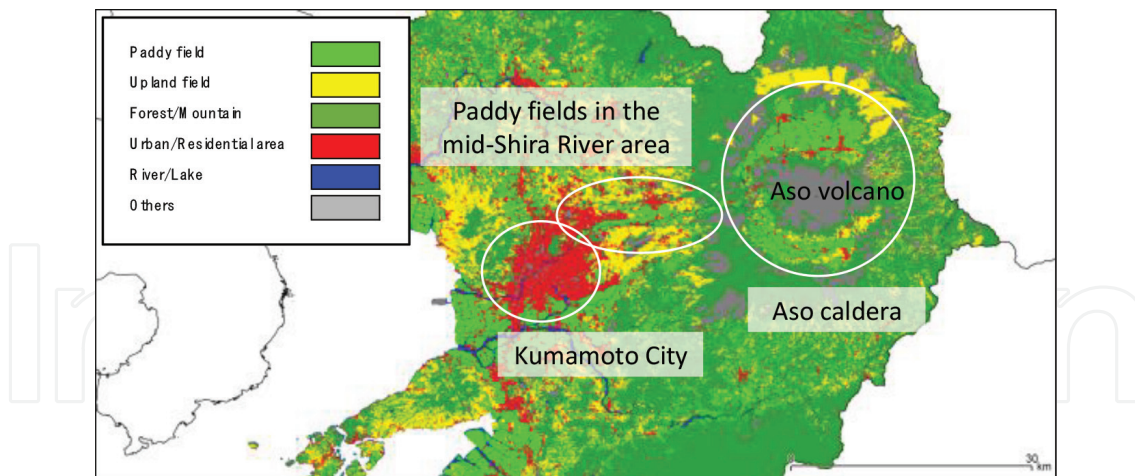 Paddy field
Upland field
Forest/Mountain
Urban/Residential area
River/Lake
Others
Paddy fields in the
mid-Shira River area
Aso volcano
Aso caldera
Kumamoto City
0 30
km